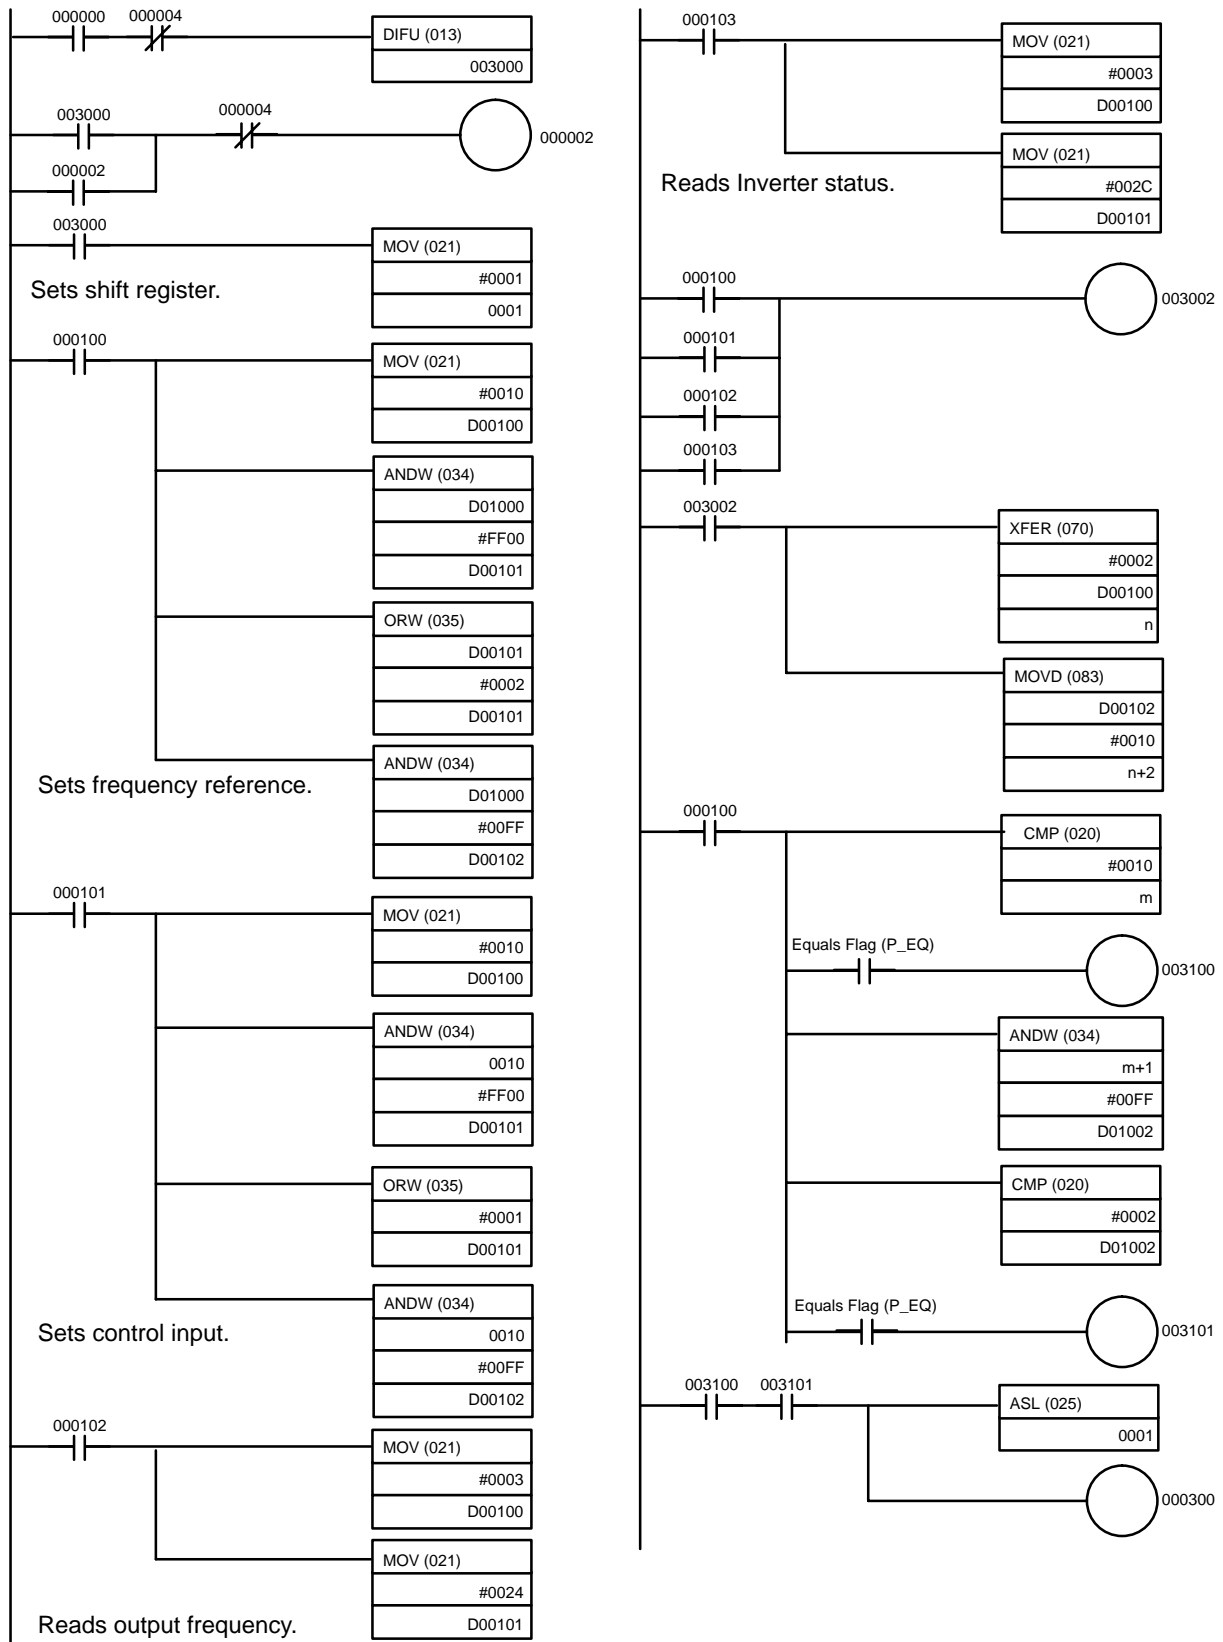 000000 000004
DIFU (013)
003000
003000
000004
000002
000002
003000
MOV (021)
#0001
0001
Sets shift register.
000100
MOV (021)
#0010
D00100
ANDW (034)
D01000
#FF00
D00101
ORW (035)
D00101
#0002
D00101
ANDW (034)
D01000
#00FF
D00102
Sets frequency reference.
000101
MOV (021)
#0010
D00100
ANDW (034)
0010
#FF00
D00101
ORW (035)
#0001
D00101
ANDW (034)
0010
#00FF
D00102
Sets control input.
000102
MOV (021)
#0003
D00100
MOV (021)
#0024
D00101
Reads output frequency.
000103
MOV (021)
#0003
D00100
MOV (021)
#002C
D00101
Reads Inverter status.
000100
003002
000101
000102
000103
003002
XFER (070)
#0002
D00100
n
MOVD (083)
D00102
#0010
n+2
000100
CMP (020)
#0010
m
Equals Flag (P_EQ)
003100
ANDW (034)
m+1
#00FF
D01002
CMP (020)
#0002
D01002
Equals Flag (P_EQ)
003101
003100 003101
ASL (025)
0001
000300